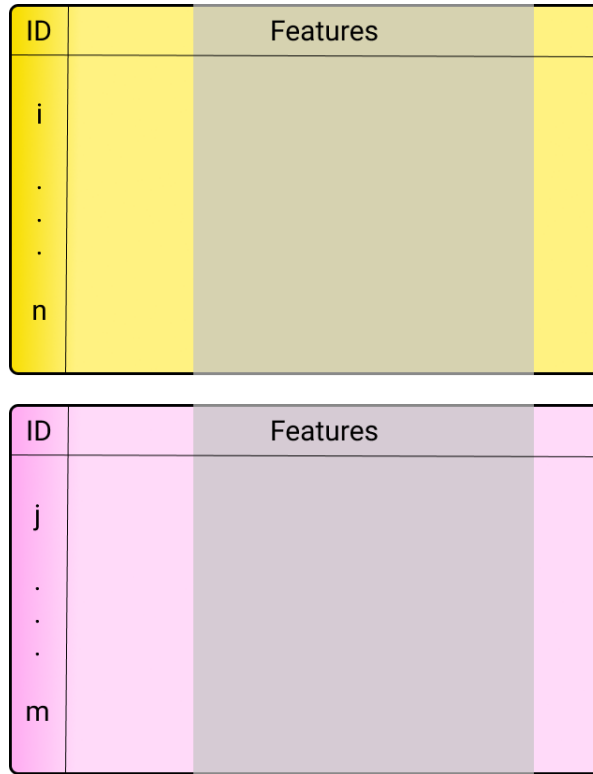 ID Features
i
.
.
.
n
ID Features
j
.
.
.
m